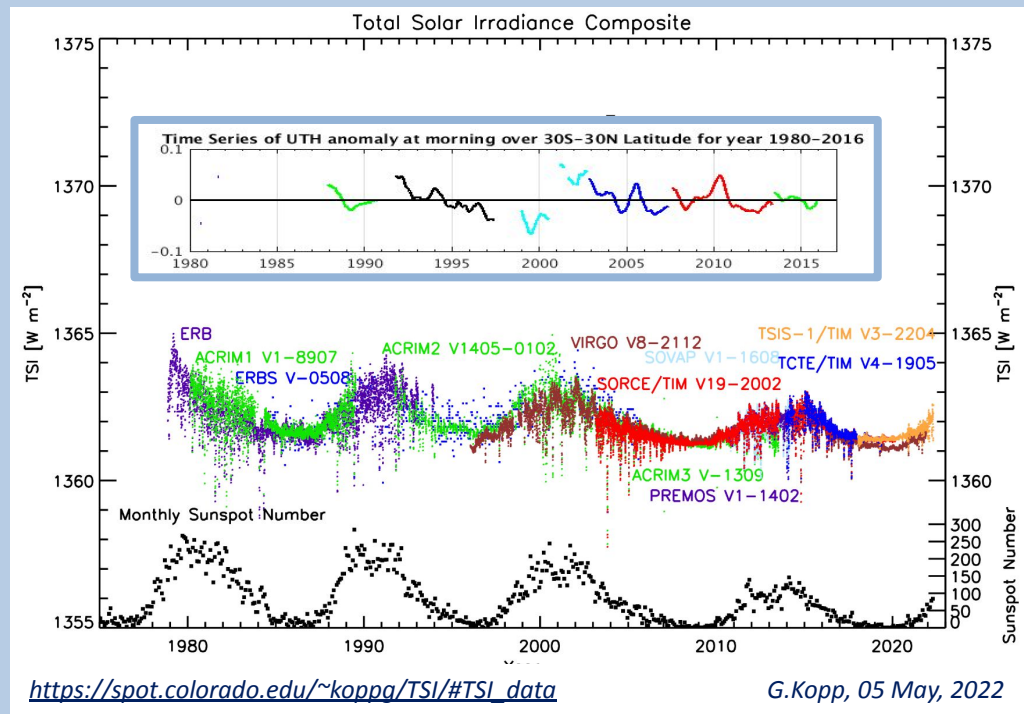 Total Solar Irradiance Composite
1375
1375
Time Series of UTH anomaly at morning over 30S-30N Latitude for year 1980-2016
0.1
0
-0.1
1980 1985 1990 1995 2000 2005 2010 2015
1370
1370
TSI [W m⁻²]
TSI [W m⁻²]
1365
1365
ERB
ACRIM1 V1-8907
ERBS V-0508
ACRIM2 V1405-0102
VIRGO V8-2112
SOVAP V1-1608
SORCE/TIM V19-2002
TSIS-1/TIM V3-2204
TCTE/TIM V4-1905
ACRIM3 V-1309
PREMOS V1-1402
1360
1360
Monthly Sunspot Number
300
250
200
150
100
50
0
Sunspot Number
1355
1980 1990 2000 2010 2020
https://spot.colorado.edu/~koppg/TSI/#TSI_data
G.Kopp, 05 May, 2022